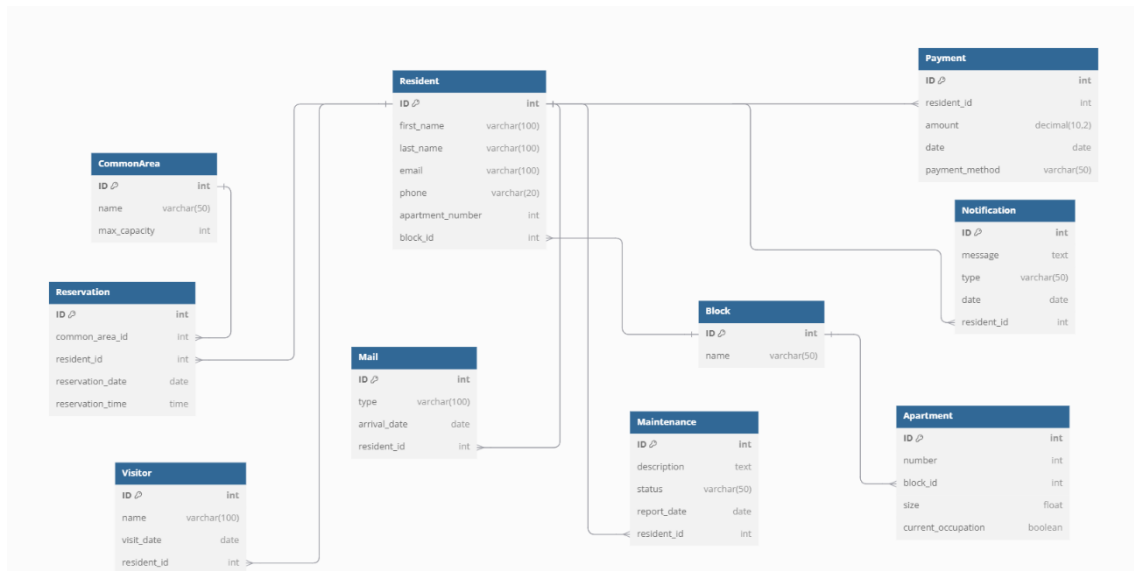 Resident
ID int
first_name varchar(100)
last_name varchar(100)
email varchar(100)
phone varchar(20)
apartment_number int
block_id int
Payment
ID int
resident_id int
amount decimal(10,2)
date date
payment_method varchar(50)
CommonArea
ID int
name varchar(50)
max_capacity int
Notification
ID int
message text
type varchar(50)
date date
resident_id int
Reservation
ID int
common_area_id int
resident_id int
reservation_date date
reservation_time time
Block
ID int
name varchar(50)
Mail
ID int
type varchar(100)
arrival_date date
resident_id int
Maintenance
ID int
description text
status varchar(50)
report_date date
resident_id int
Apartment
ID int
number int
block_id int
size float
current_occupation boolean
Visitor
ID int
name varchar(100)
visit_date date
resident_id int